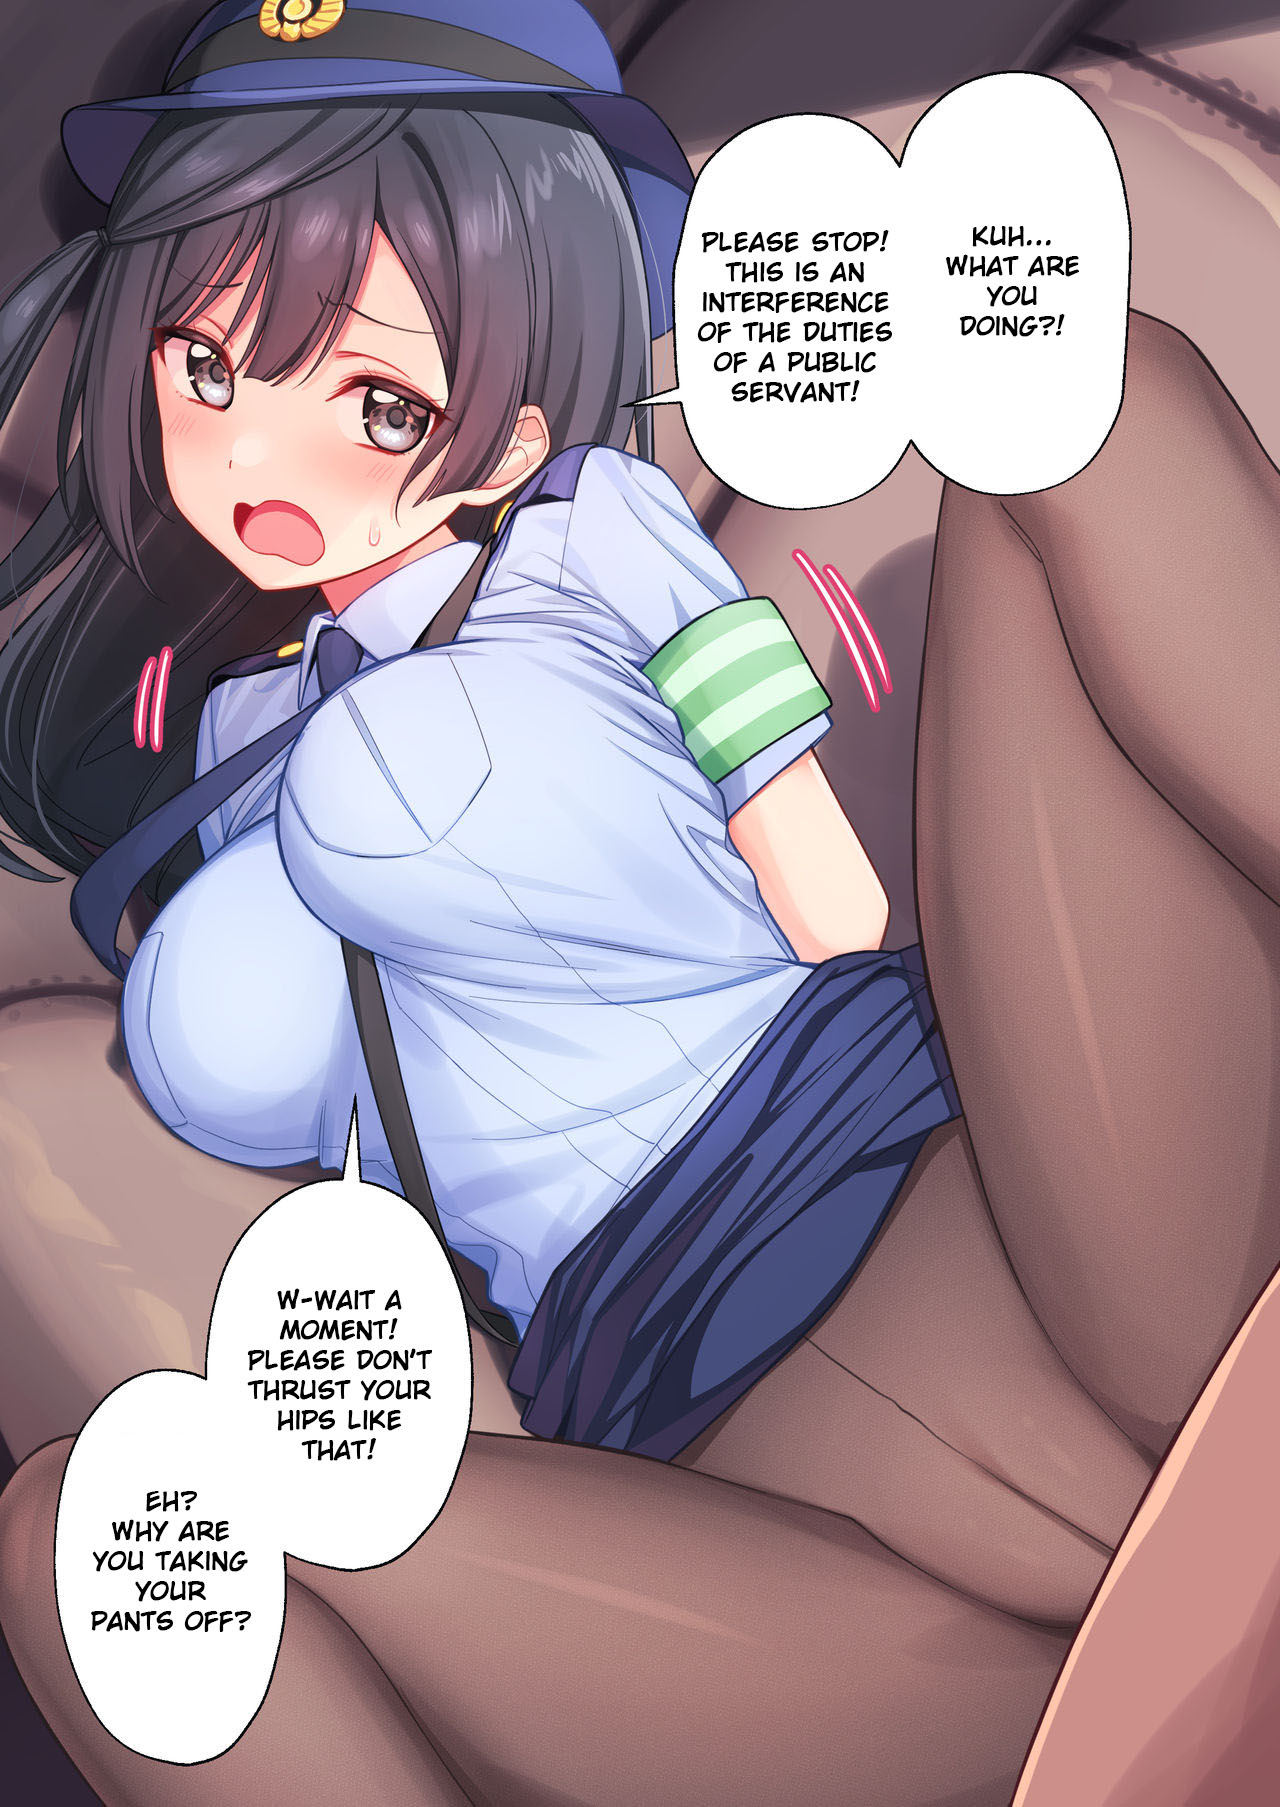 KUH...
WHAT ARE
YOU
DOING?!
PLEASE STOP!
THIS IS AN
INTERFERENCE
OF THE DUTIES
OF A PUBLIC
SERVANT!
W-WAIT A
MOMENT!
PLEASE DON'T
THRUST YOUR
HIPS LIKE
THAT!
EH?
WHY ARE
YOU TAKING
YOUR
PANTS OFF?